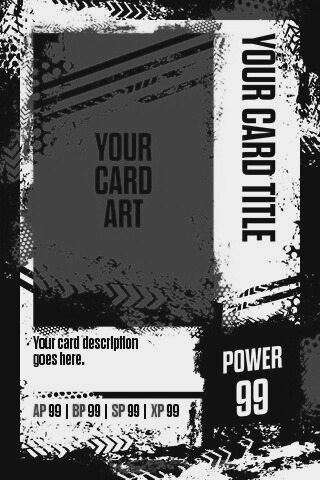 YOUR
CARD
ART
YOUR CARD TITLE
Your card description
goes here.
AP 99 | BP 99 | SP 99 | XP 99
POWER
99